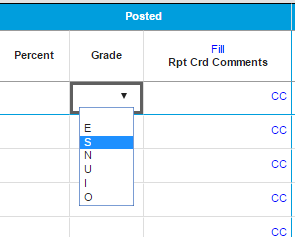 Posted
Percent
Grade
Fill
Rpt Crd Comments
CC
E
CC
S
N
CC
U
I
CC
O
CC